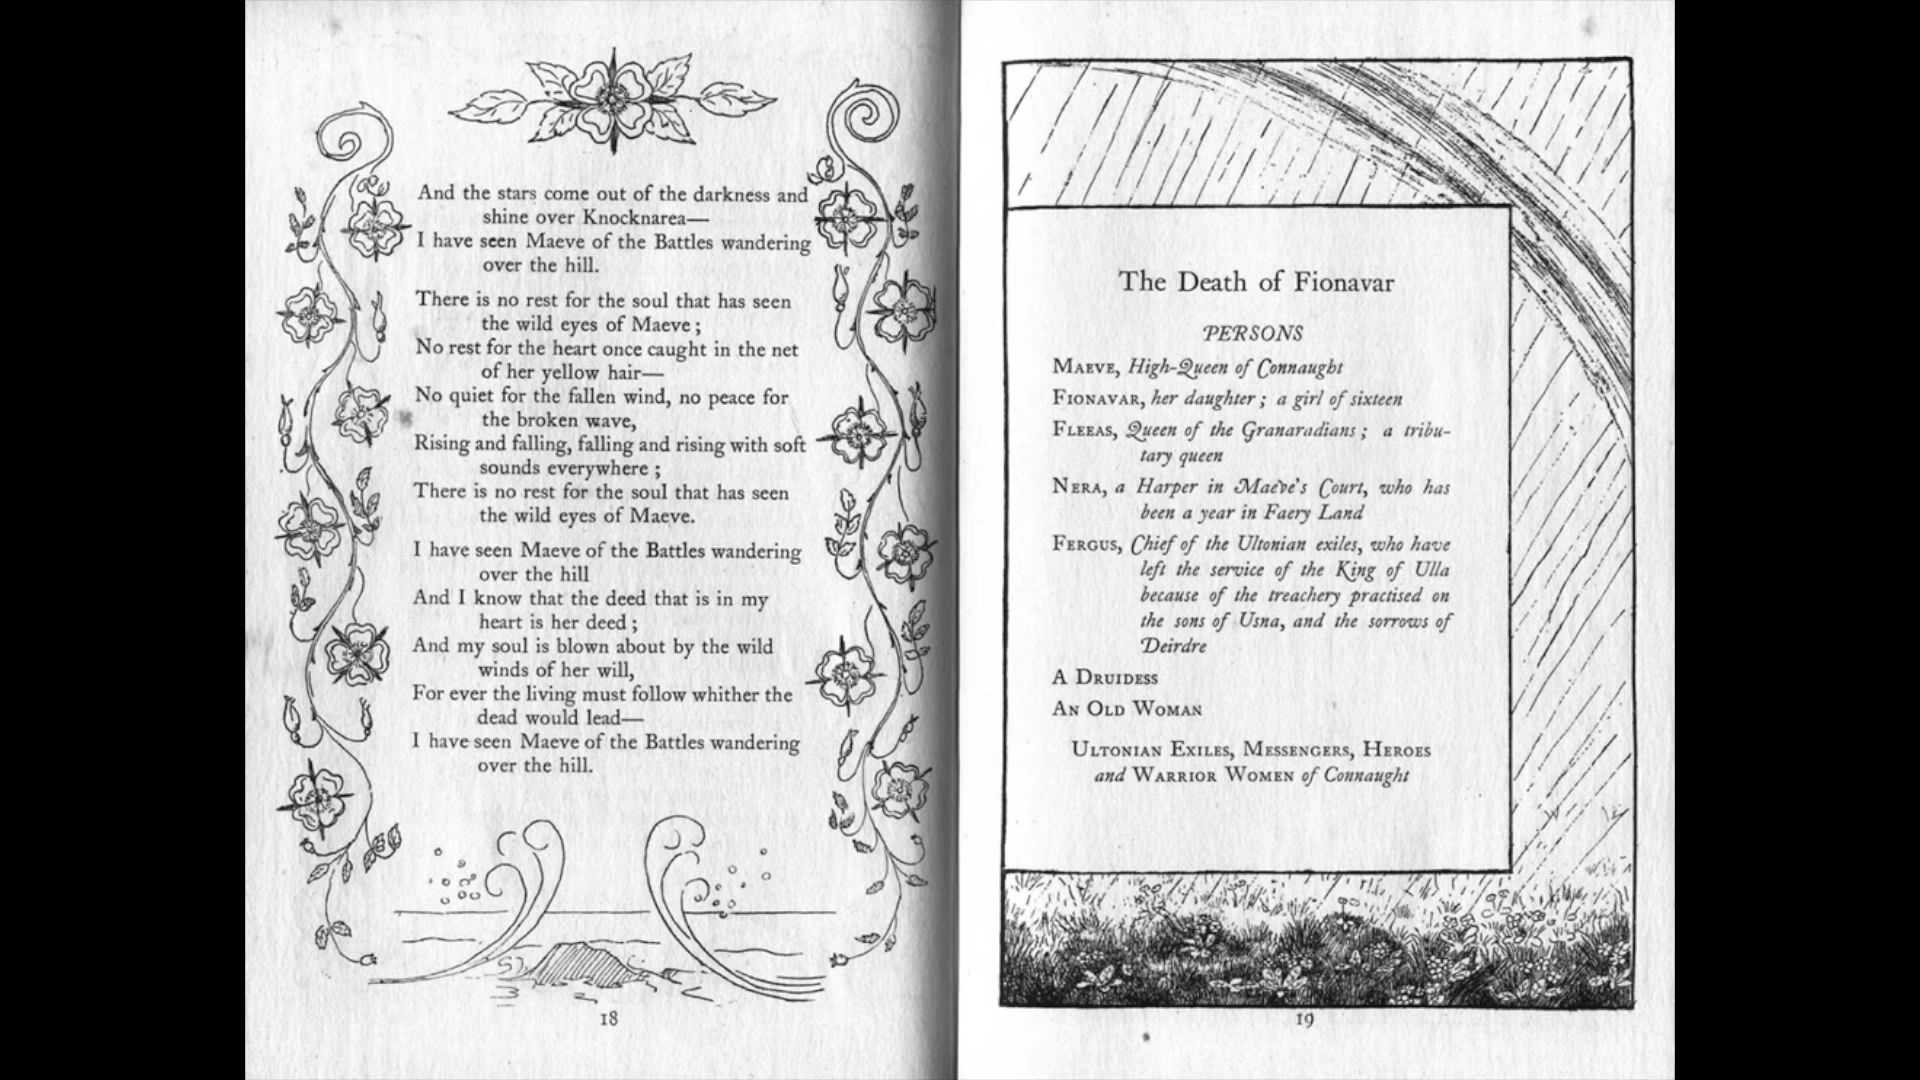 And the stars come out of the darkness and
shine over Knocknarea—
I have seen Maeve of the Battles wandering
over the hill.
There is no rest for the soul that has seen
the wild eyes of Maeve ;
No rest for the heart once caught in the net
of her yellow hair—
No quiet for the fallen wind, no peace for
the broken wave,
Rising and falling, falling and rising with soft
sounds everywhere ;
There is no rest for the soul that has seen
the wild eyes of Maeve.
I have seen Maeve of the Battles wandering
over the hill
And I know that the deed that is in my
heart is her deed ;
And my soul is blown about by the wild
winds of her will,
For ever the living must follow whither the
dead would lead—
I have seen Maeve of the Battles wandering
over the hill.
18
The Death of Fionavar
PERSONS
MAEVE, High-Queen of Connaught
FIONAVAR, her daughter ; a girl of sixteen
FLEEAS, Queen of the Granaradians ; a tribu-
tary queen
NERA, a Harper in Maeve's Court, who has
been a year in Faery Land
FERGUS, Chief of the Ultonian exiles, who have
left the service of the King of Ulla
because of the treachery practised on
the sons of Usna, and the sorrows of
Deirdre
A DRUIDESS
AN OLD WOMAN
ULTONIAN EXILES, MESSENGERS, HEROES
and WARRIOR WOMEN of Connaught
19